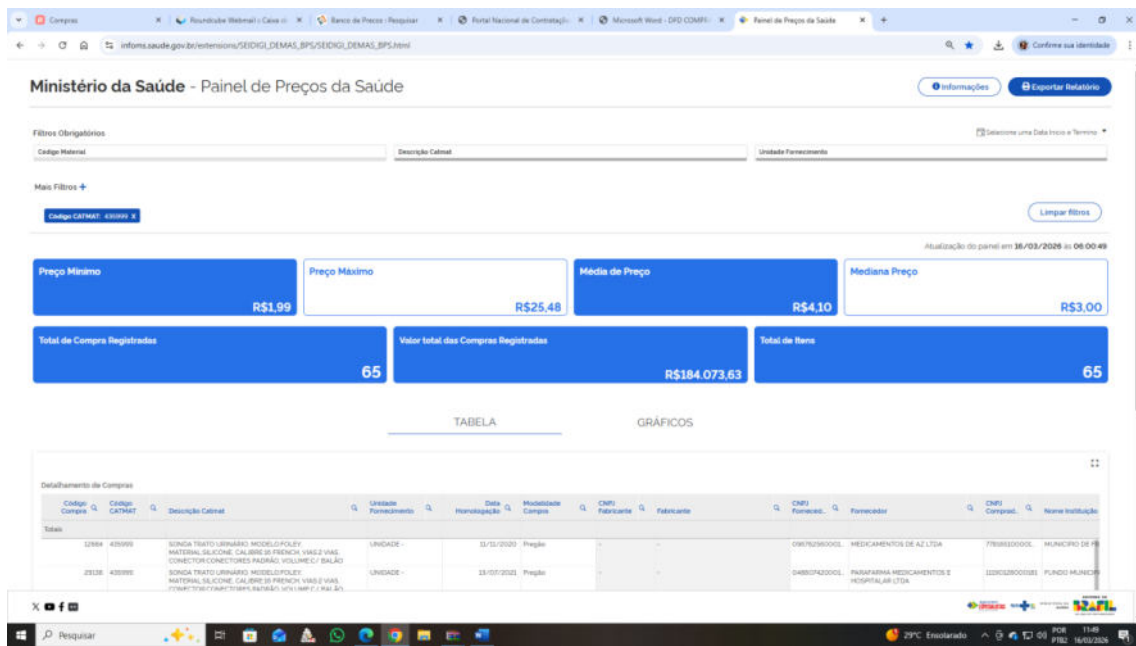 Compras
Roundcube Webmail :: Caixa d
Banco de Preços | Pesquisar
Portal Nacional de Contrataçõ
Microsoft Word - DFD COMPE
Painel de Preços da Saúde
infoms.saude.gov.br/extensions/SEIDIGI_DEMAS_BPS/SEIDIGI_DEMAS_BPS.html
Confirme sua identidade
Ministério da Saúde - Painel de Preços da Saúde
Informações
Exportar Relatório
Filtros Obrigatórios
Selecione uma Data Início e Término
Código Material
Descrição Catmat
Unidade Fornecimento
Mais Filtros +
Código CATMAT: 435999 X
Limpar filtros
Atualização do painel em 16/03/2026 às 06:00:49
Preço Mínimo
R$1,99
Preço Máximo
R$25,48
Média de Preço
R$4,10
Mediana Preço
R$3,00
Total de Compra Registradas
65
Valor total das Compras Registradas
R$184.073,63
Total de Itens
65
TABELA
GRÁFICOS
Detalhamento de Compras
Código Compra
Código CATMAT
Descrição Catmat
Unidade Fornecimento
Data Homologação
Modalidade Compra
CNPJ Fabricante
Fabricante
CNPJ Forneced..
Fornecedor
CNPJ Comprad..
Nome Instituição
Totais
435999
SONDA TRATO URINÁRIO, MODELO:FOLEY,
MATERIAL:SILICONE, CALIBRE:16 FRENCH, VIAS:2 VIAS,
CONECTOR:CONECTORES PADRÃO, VOLUME:C/ BALÃO
UNIDADE -
11/11/2020
Pregão
-
-
MEDICAMENTOS DE AZ LTDA
MUNICIPIO DE
435999
SONDA TRATO URINÁRIO, MODELO:FOLEY,
MATERIAL:SILICONE, CALIBRE:16 FRENCH, VIAS:2 VIAS,
CONECTOR:CONECTORES PADRÃO, VOLUME:C/ BALÃO
UNIDADE -
15/07/2021
Pregão
-
-
PARAFARMA MEDICAMENTOS E
HOSPITALAR LTDA
FUNDO MUNICIP
BRASIL
Pesquisar
29°C Ensolarado
POR
PTB2
11:49
16/03/2026